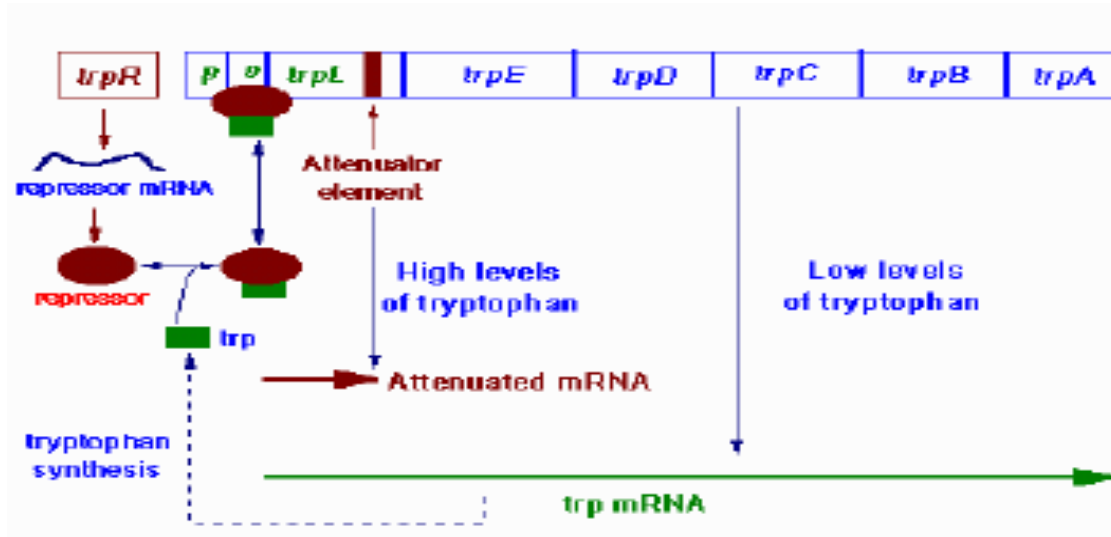 trpR
p
o
trpL
trpE
trpD
trpC
trpB
trpA
repressor mRNA
Attenuator
element
repressor
High levels
of tryptophan
Low levels
of tryptophan
trp
Attenuated mRNA
tryptophan
synthesis
trp mRNA